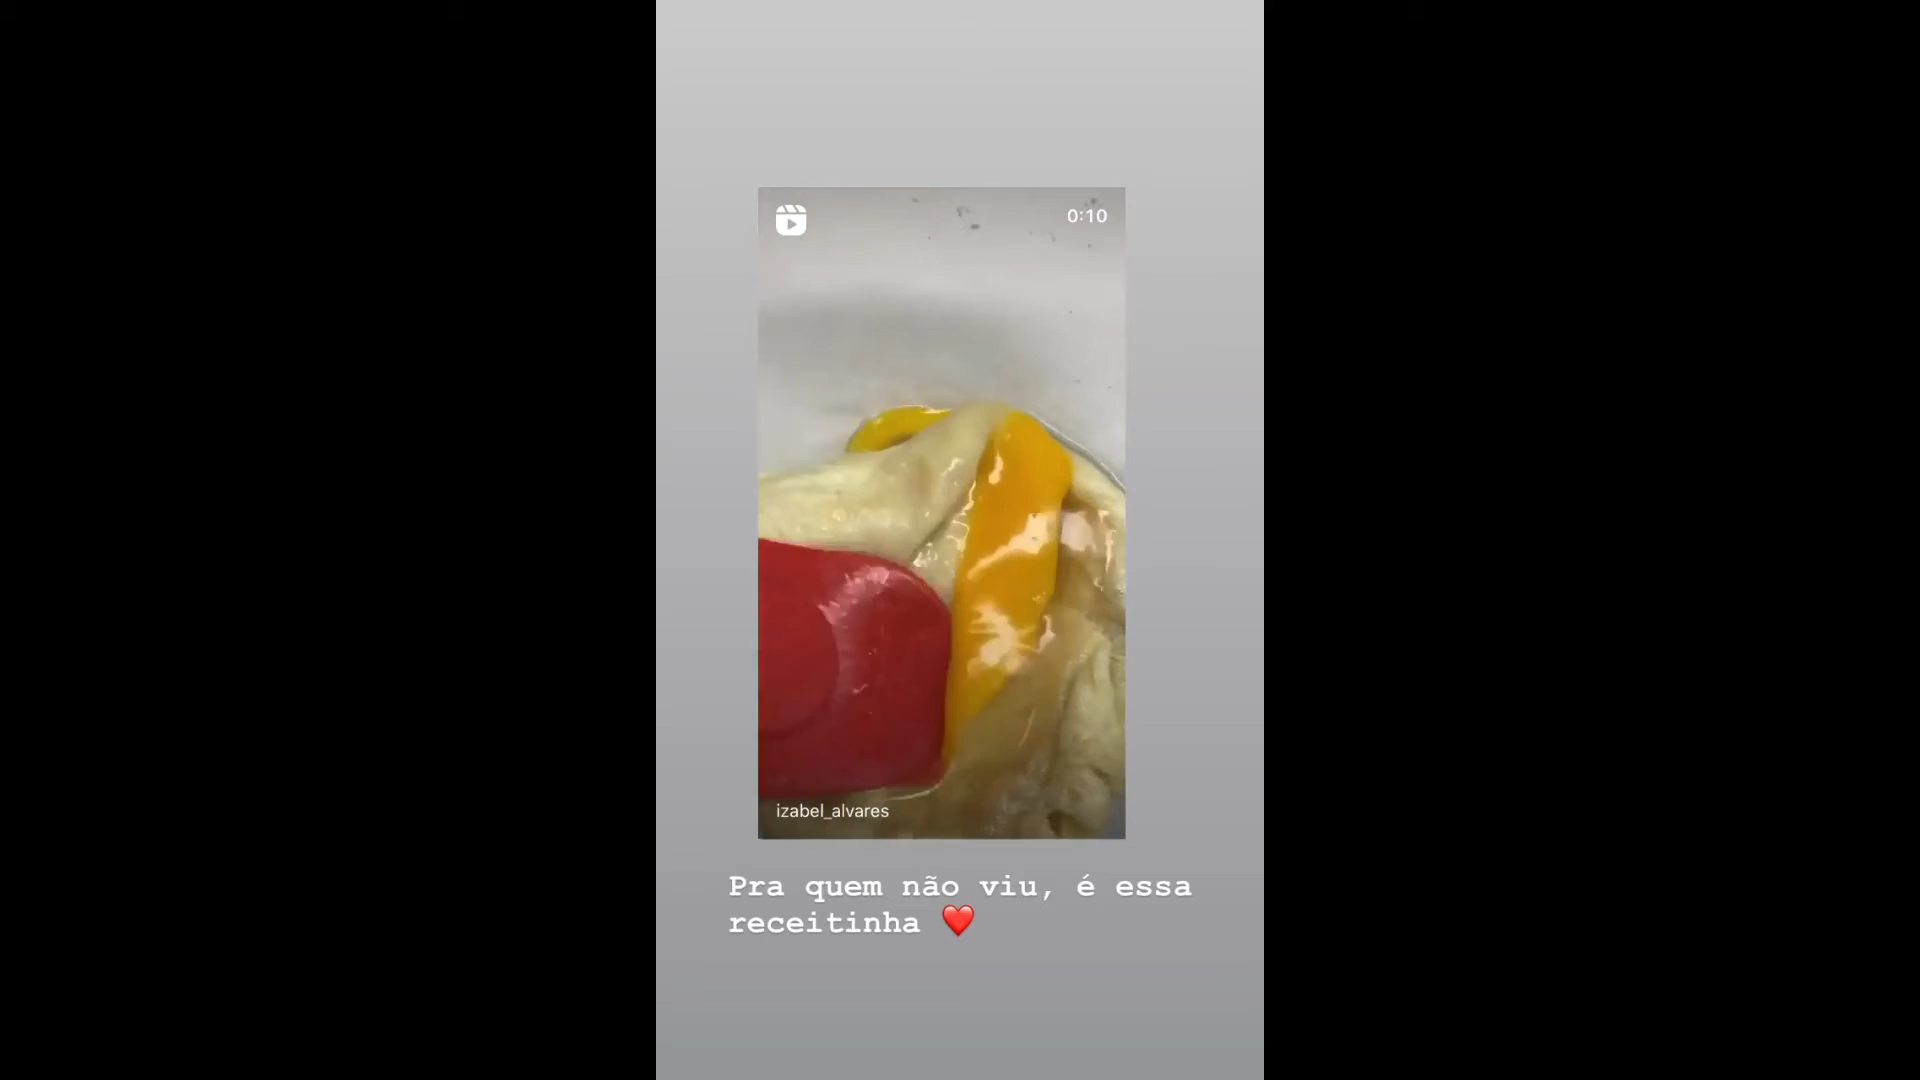 0:10
izabel_alvares
Pra quem não viu, é essa
receitinha ❤️